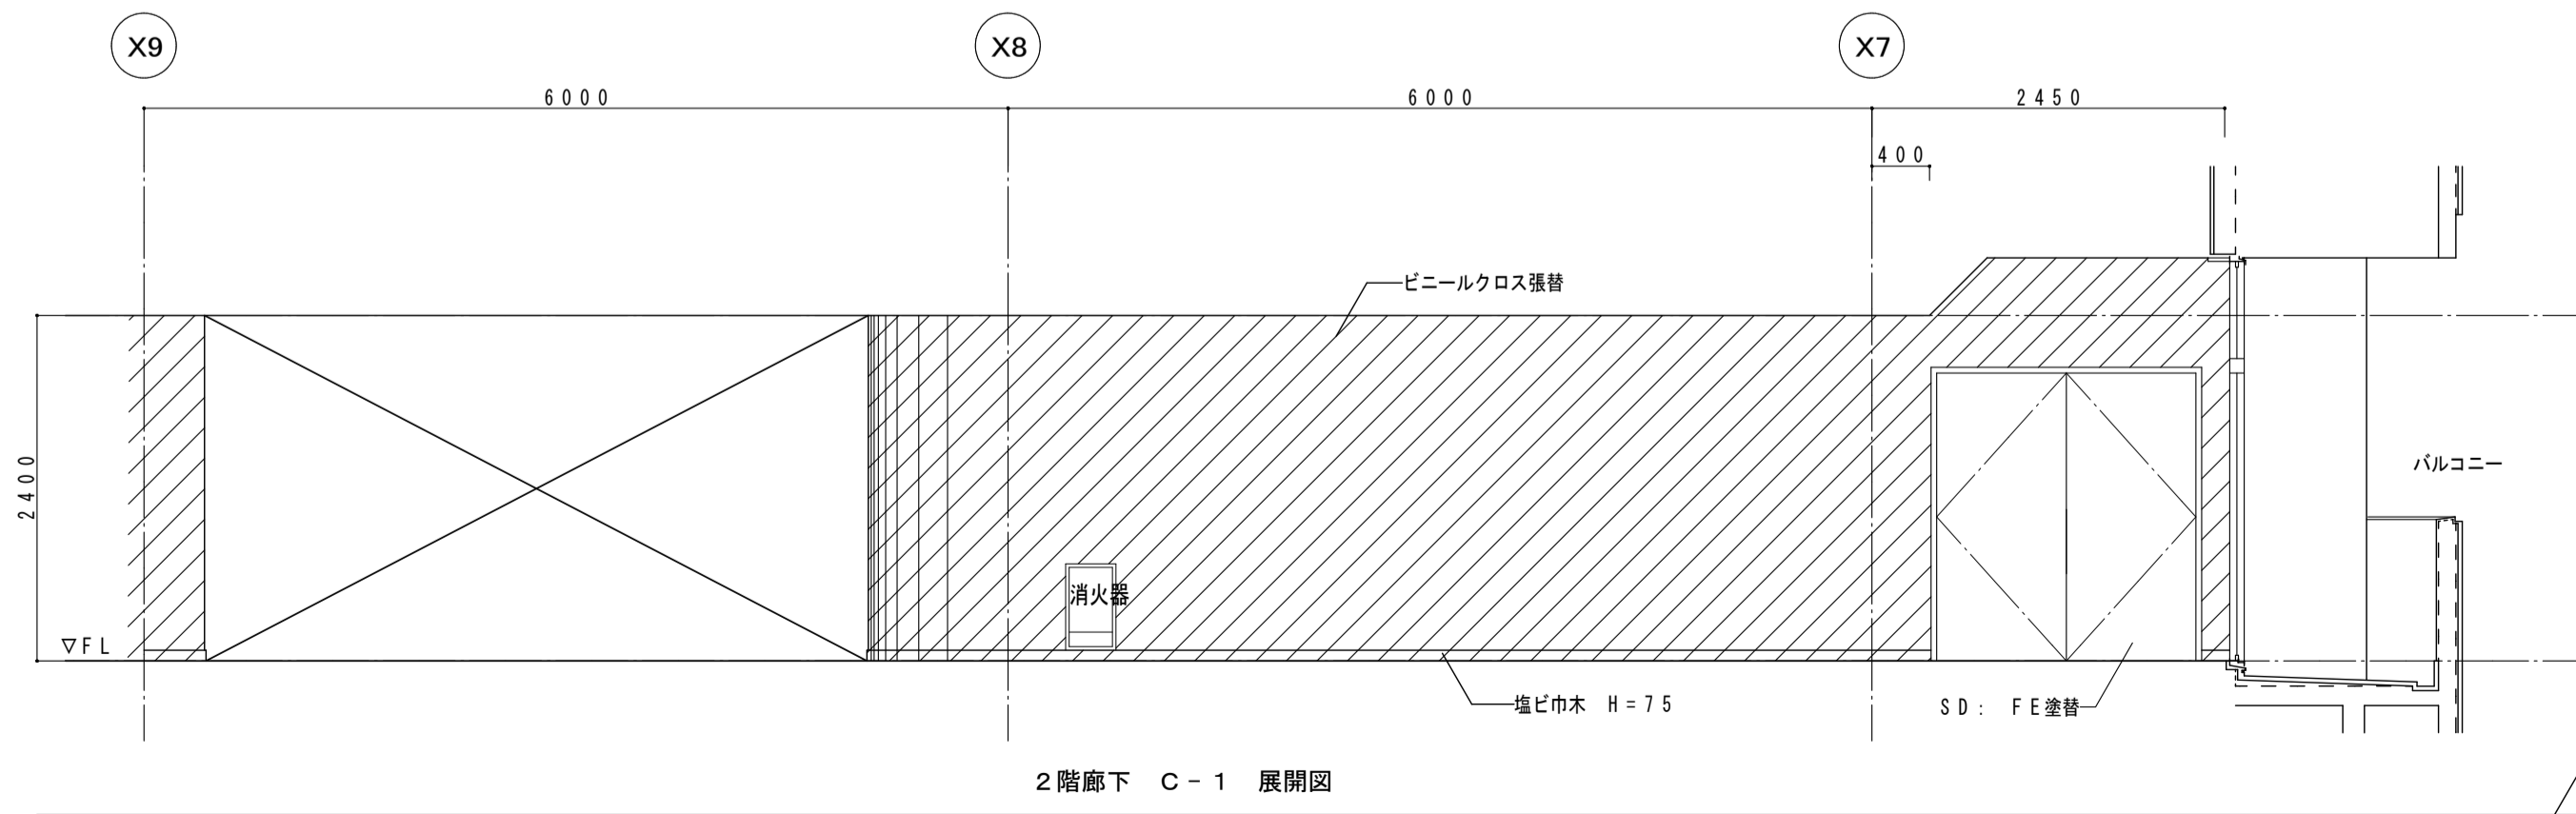 X9
X8
X7
6000
6000
2450
400
ビニールクロス張替
2400
バルコニー
消火器
▽FL
塩ビ巾木 H=75
SD: FE塗替
2階廊下 C-1 展開図